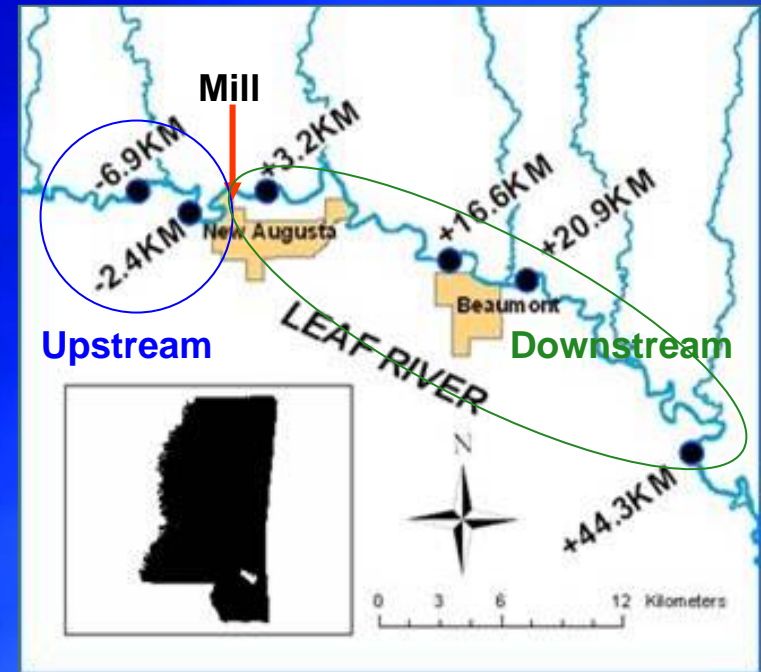 Mill
-6.9KM
+3.2KM
-2.4KM
New Augusta
+16.6KM
+20.9KM
Beaumont
Upstream
LEAF RIVER
Downstream
N
+44.3KM
0 3 6 12 Kilometers